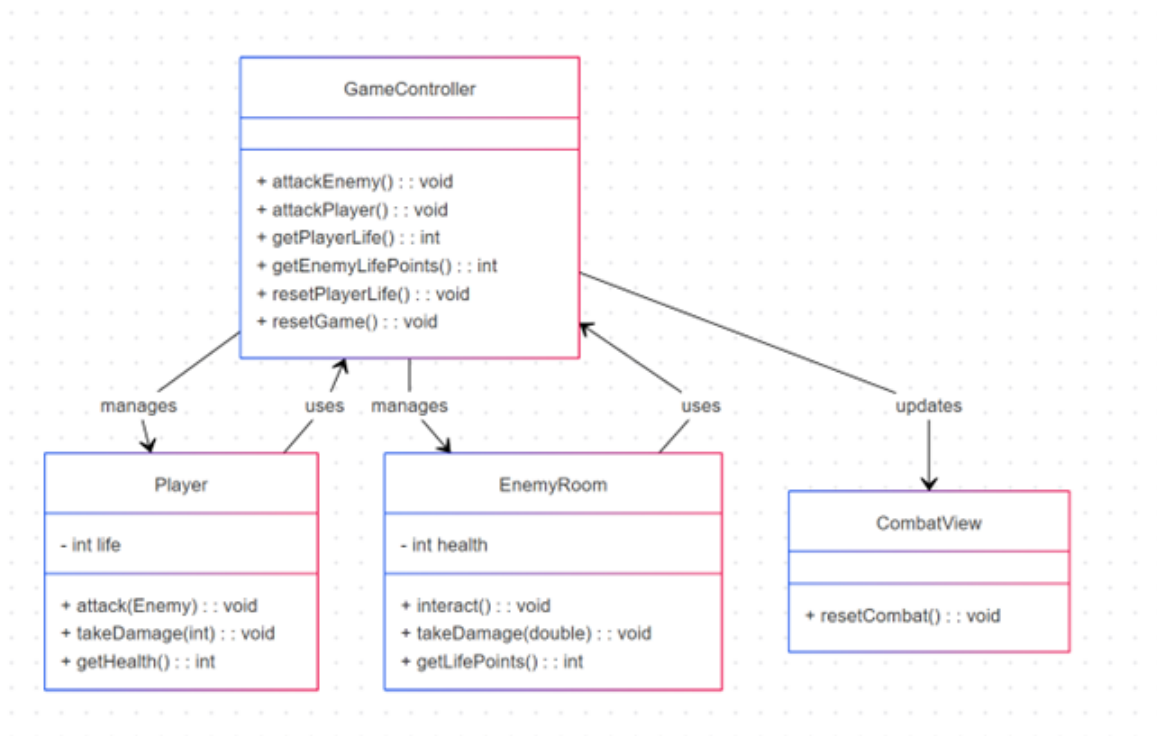 GameController
+ attackEnemy() : : void
+ attackPlayer() : : void
+ getPlayerLife() : : int
+ getEnemyLifePoints() : : int
+ resetPlayerLife() : : void
+ resetGame() : : void
manages
uses
manages
uses
updates
Player
- int life
+ attack(Enemy) : : void
+ takeDamage(int) : : void
+ getHealth() : : int
EnemyRoom
- int health
+ interact() : : void
+ takeDamage(double) : : void
+ getLifePoints() : : int
CombatView
+ resetCombat() : : void